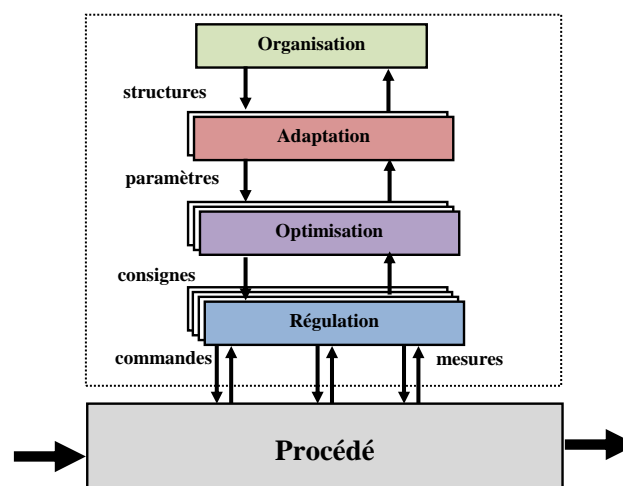 Organisation
structures
Adaptation
paramètres
Optimisation
consignes
Régulation
commandes
mesures
Procédé